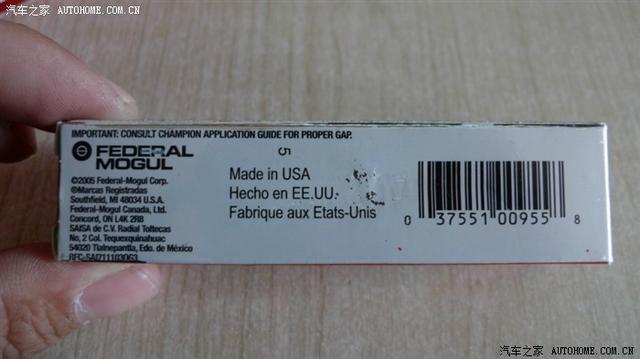 汽车之家 AUTOHOME.COM.CN
IMPORTANT: CONSULT CHAMPION APPLICATION GUIDE FOR PROPER GAP.
FEDERAL
MOGUL
©2005 Federal-Mogul Corp.
®Marcas Registradas
Southfield, MI 48034 U.S.A.
Federal-Mogul Canada, Ltd.
Concord, ON L4K 2R8
SAISA de C.V. Radial Toltecas
No, 2 Col. Tequexquinahuac
54020 Tlalnepantla, Edo. de México
RFC-SAI7111030G3
5
Made in USA
Hecho en EE.UU.
Fabrique aux Etats-Unis
0 37551 00955 8
汽车之家 AUTOHOME.COM.CN